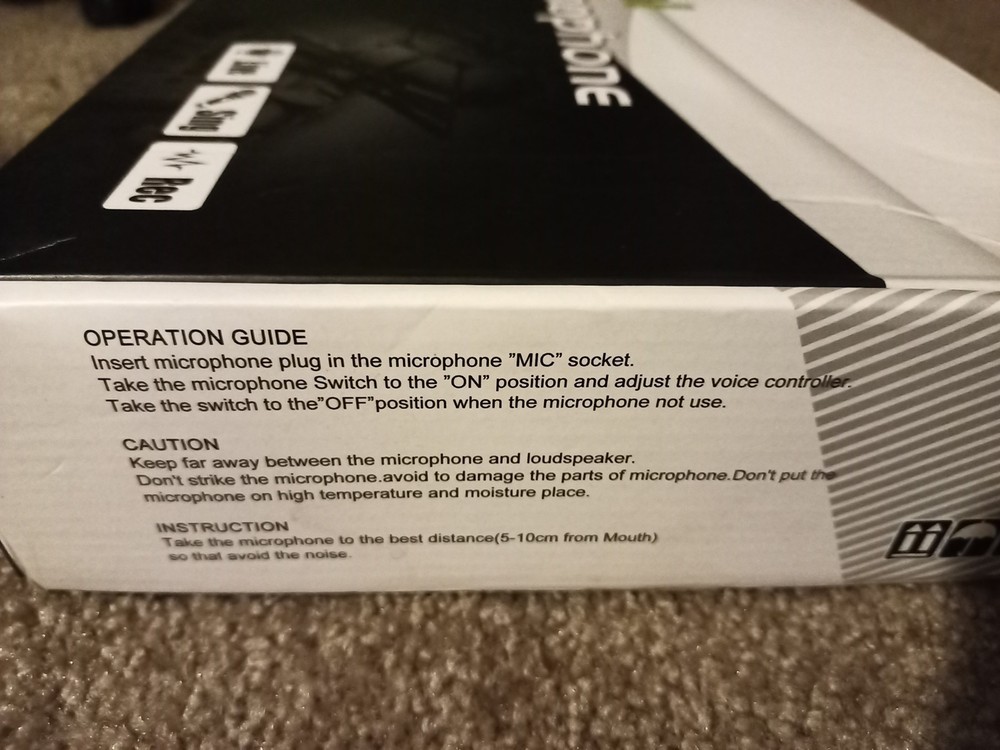 Sing
Rec
OPERATION GUIDE
Insert microphone plug in the microphone ”MIC” socket.
Take the microphone Switch to the ”ON” position and adjust the voice controller.
Take the switch to the”OFF”position when the microphone not use.
CAUTION
Keep far away between the microphone and loudspeaker.
Don't strike the microphone.avoid to damage the parts of microphone.Don't put the
microphone on high temperature and moisture place.
INSTRUCTION
Take the microphone to the best distance(5-10cm from Mouth)
so that avoid the noise.